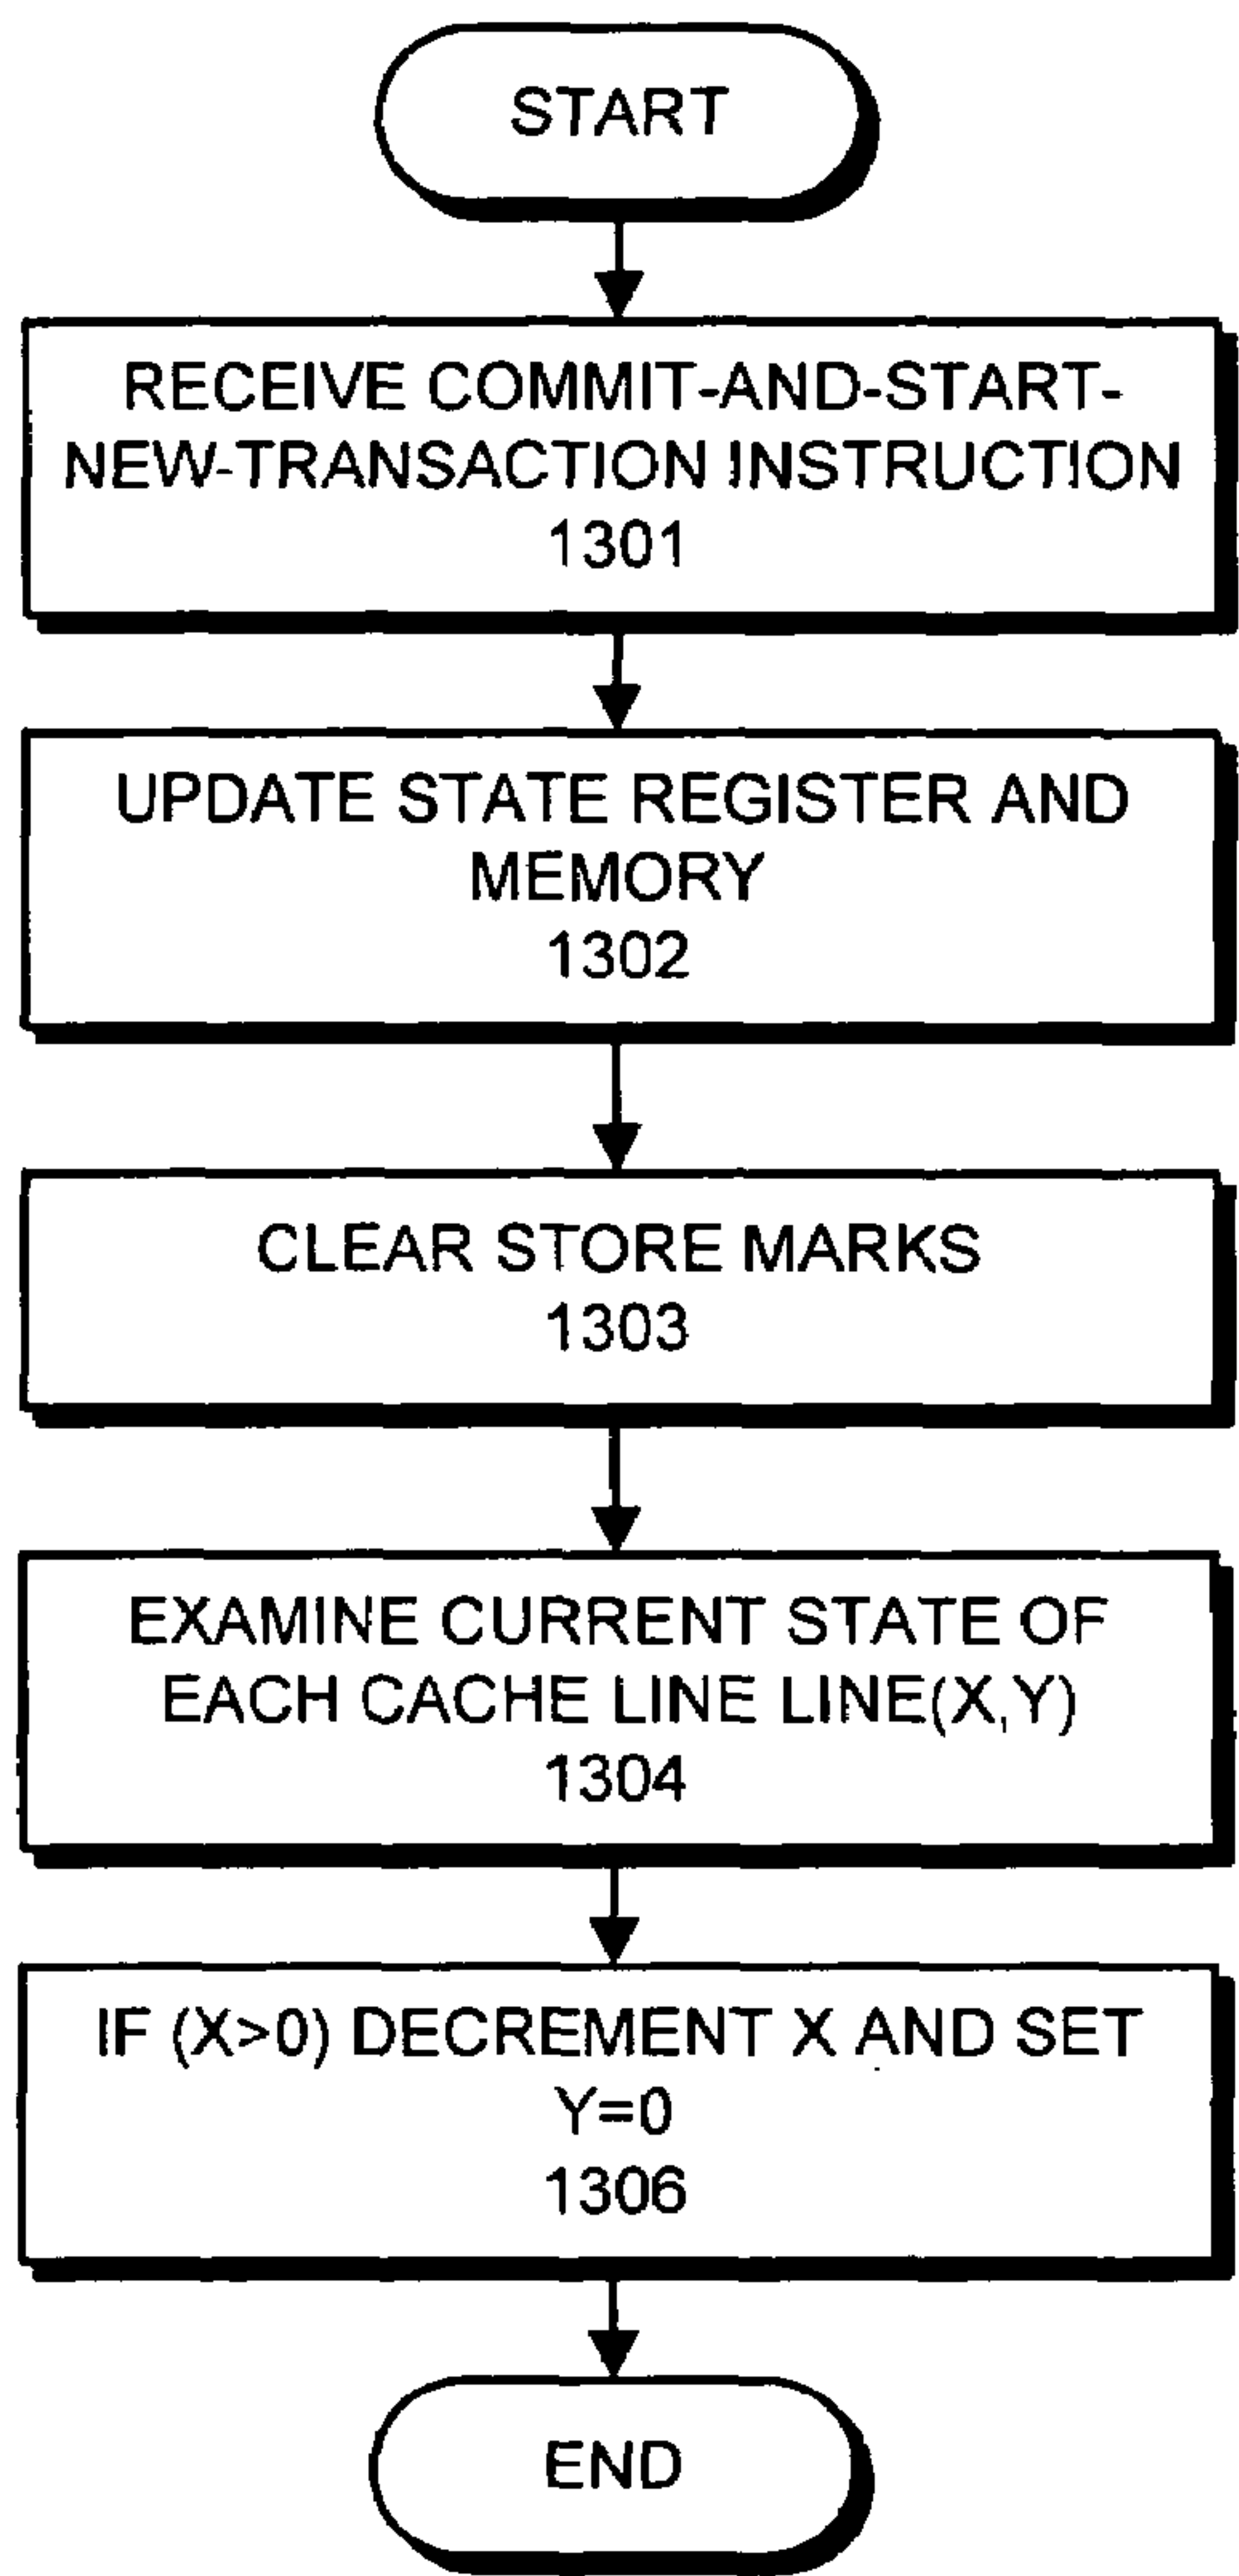 START
RECEIVE COMMIT-AND-START-
NEW-TRANSACTION INSTRUCTION
1301
UPDATE STATE REGISTER AND
MEMORY
1302
CLEAR STORE MARKS
1303
EXAMINE CURRENT STATE OF
EACH CACHE LINE LINE(X,Y)
1304
IF (X>0) DECREMENT X AND SET
Y=0
1306
END